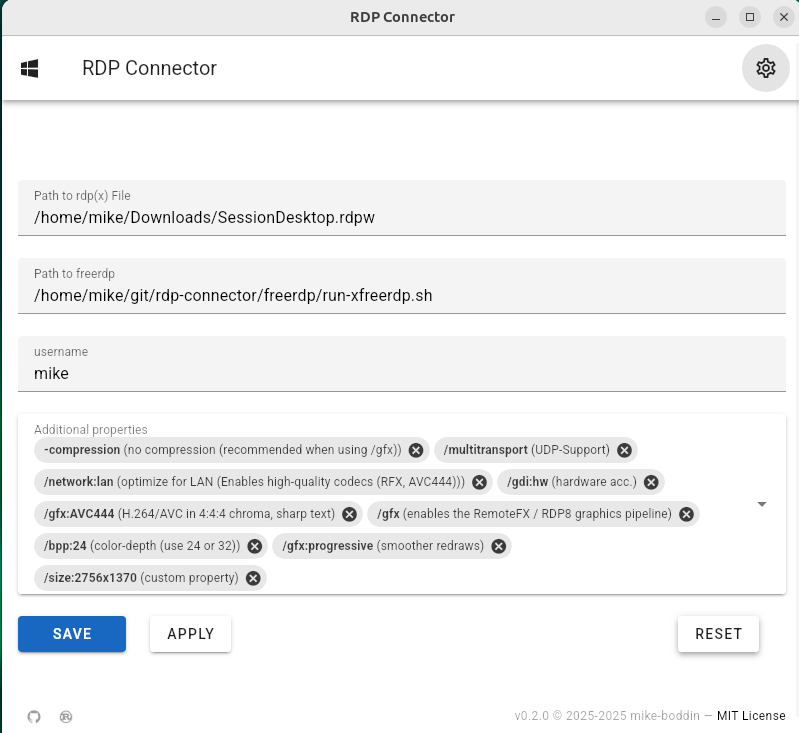 RDP Connector
RDP Connector
Path to rdp(x) File
/home/mike/Downloads/SessionDesktop.rdpw
Path to freerdp
/home/mike/git/rdp-connector/freerdp/run-xfreerdp.sh
username
mike
Additional properties
-compression (no compression (recommended when using /gfx)) /multitransport (UDP-Support)
/network:lan (optimize for LAN (Enables high-quality codecs (RFX, AVC444))) /gdi:hw (hardware acc.)
/gfx:AVC444 (H.264/AVC in 4:4:4 chroma, sharp text) /gfx (enables the RemoteFX / RDP8 graphics pipeline)
/bpp:24 (color-depth (use 24 or 32)) /gfx:progressive (smoother redraws)
/size:2756x1370 (custom property)
SAVE APPLY RESET
v0.2.0 © 2025-2025 mike-boddin — MIT License